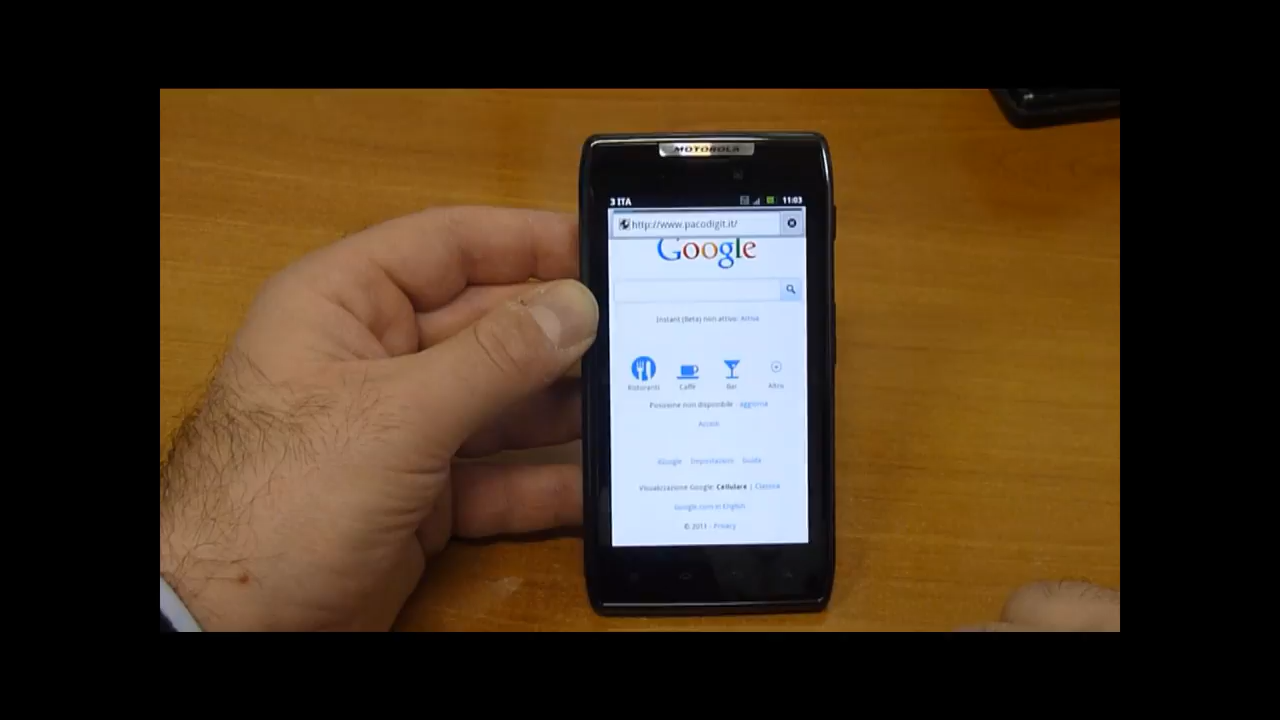 MOTOROLA
3 ITA 11:03
http://www.pacodigit.it/
Google
Instant (Beta) non attivo: Attiva
Ristoranti Caffè Bar Altro
Posizione non disponibile - aggiorna
Accedi
iGoogle Impostazioni Guida
Visualizzazione Google: Cellulare | Classica
Google.com in English
© 2011 - Privacy